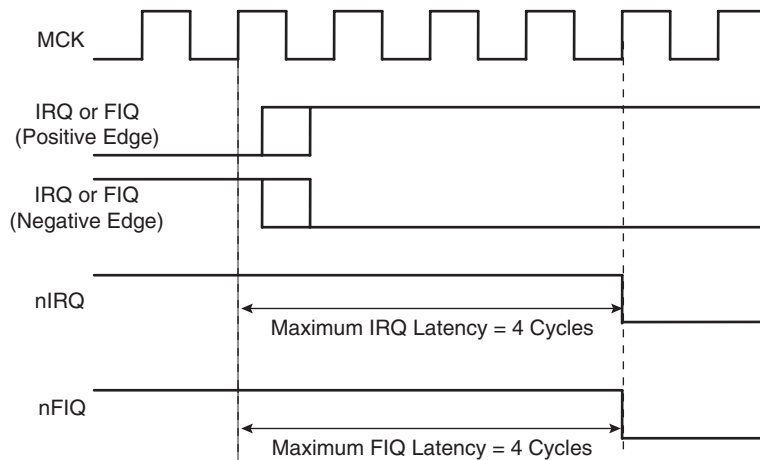 MCK
IRQ or FIQ
(Positive Edge)
IRQ or FIQ
(Negative Edge)
nIRQ
Maximum IRQ Latency = 4 Cycles
nFIQ
Maximum FIQ Latency = 4 Cycles